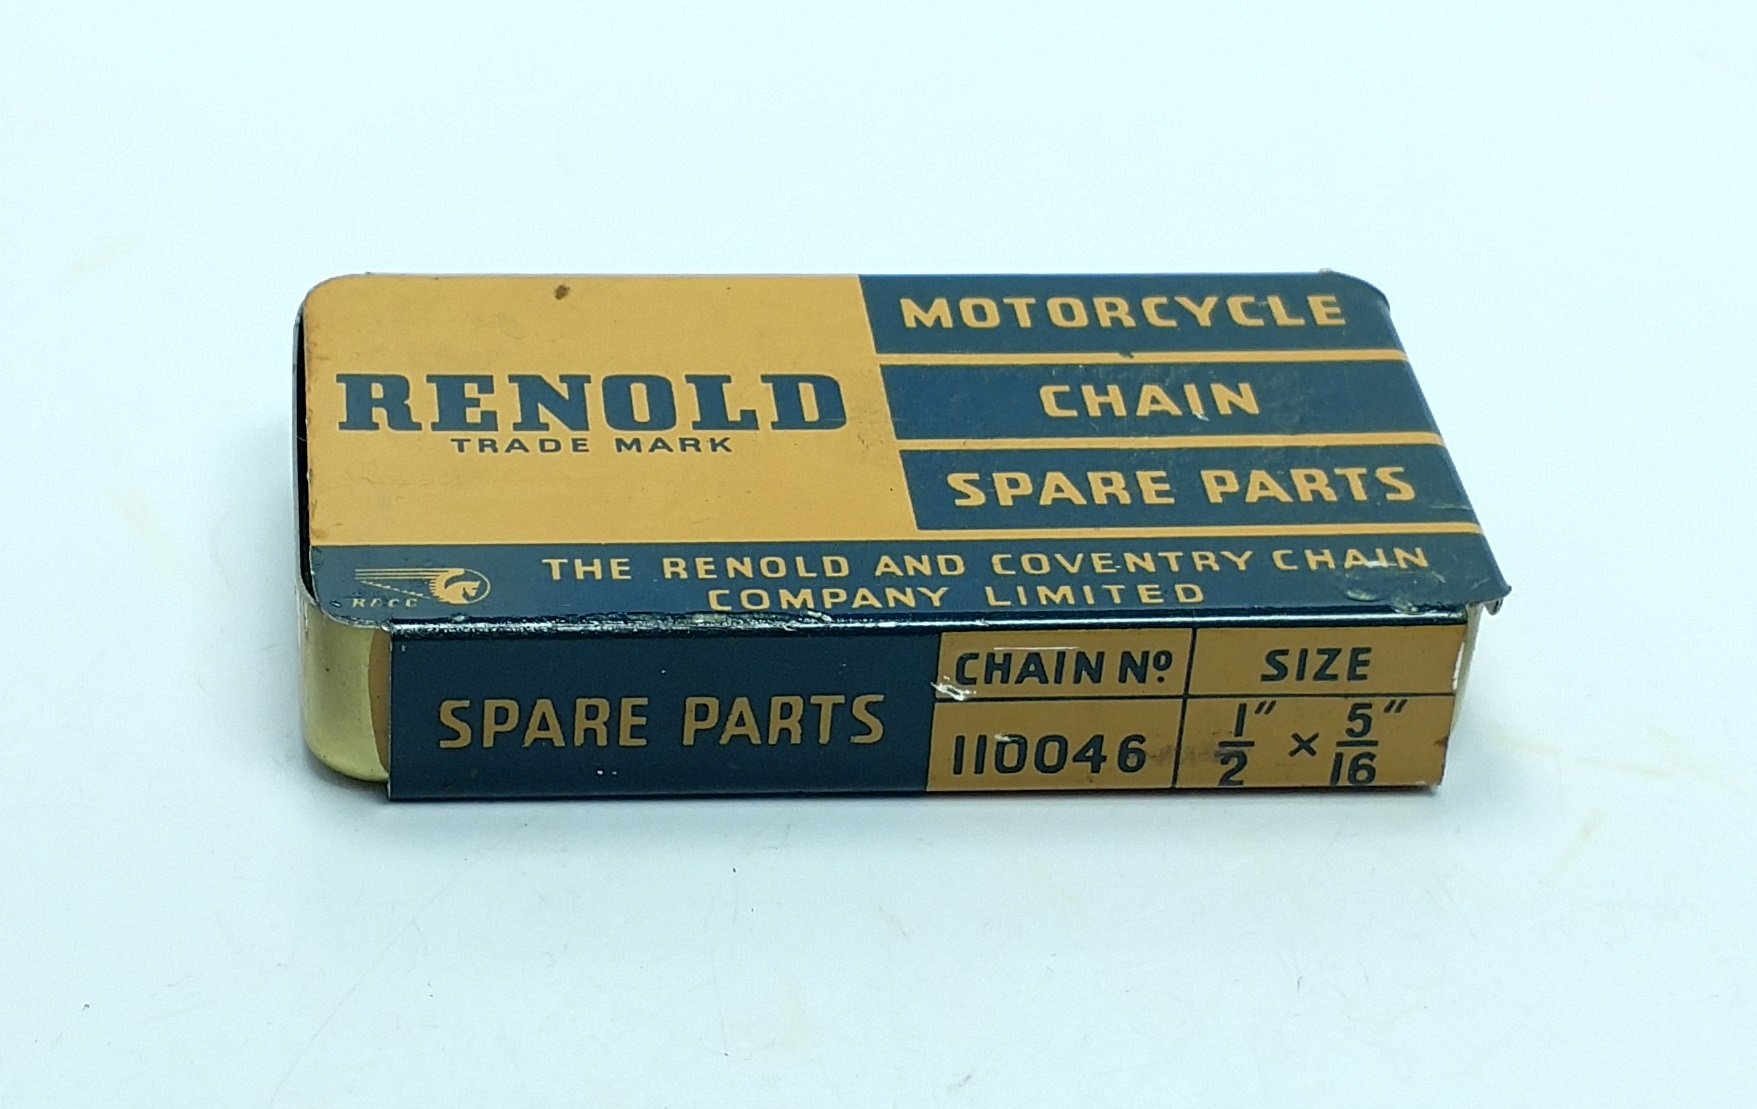 RENOLD
TRADE MARK
MOTORCYCLE
CHAIN
SPARE PARTS
R&CC
THE RENOLD AND COVENTRY CHAIN
COMPANY LIMITED
SPARE PARTS
CHAIN Nº SIZE
110046 1/2" × 5/16"